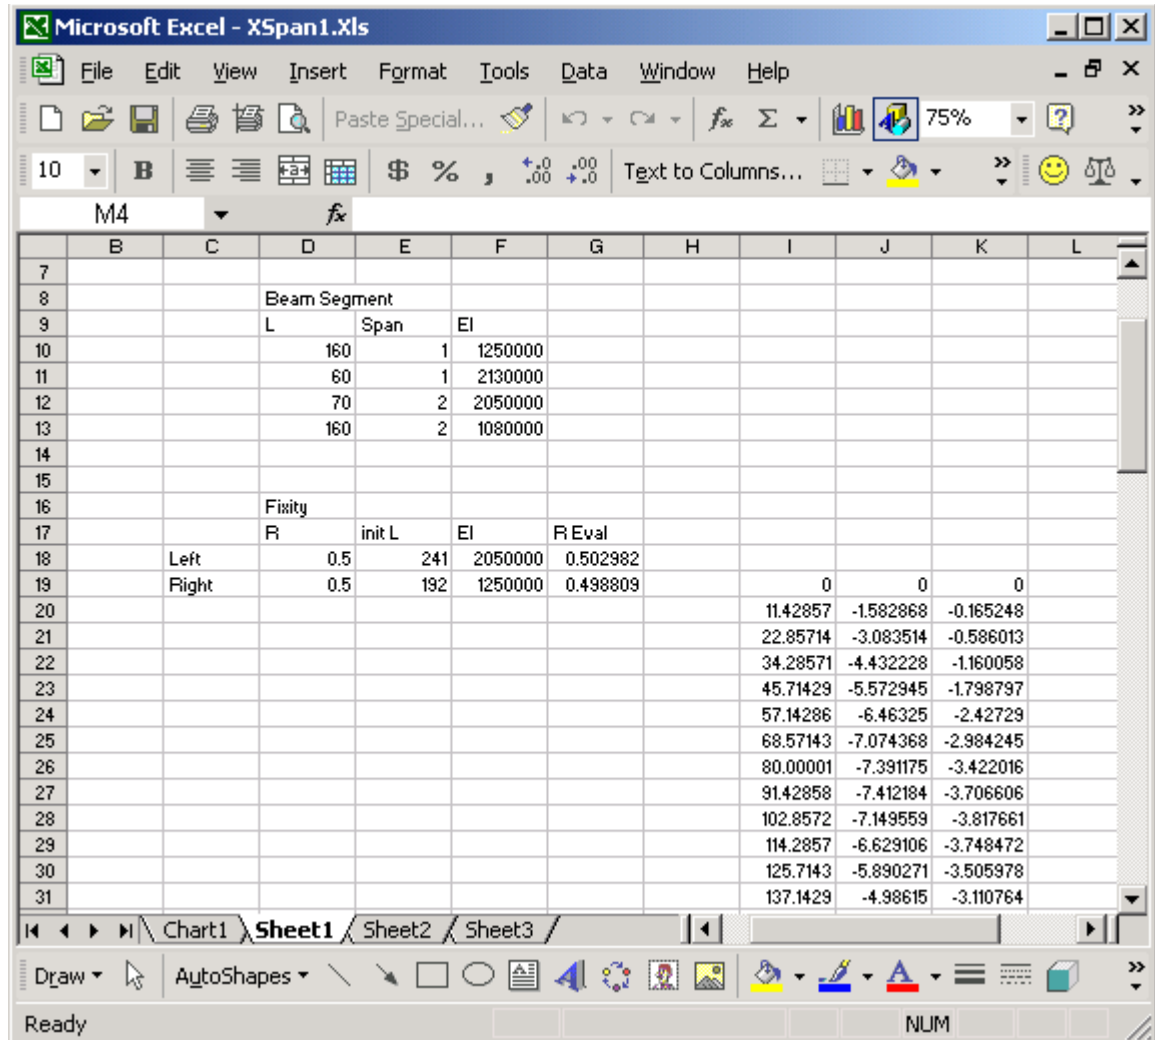 Microsoft Excel - XSpan1.Xls
File Edit View Insert Format Tools Data Window Help
Paste Special... fx Σ 75%
10 B $ % , Text to Columns...
M4 fx
B C D E F G H I J K L
7
8 Beam Segment
9 L Span EI
10 160 1 1250000
11 60 1 2130000
12 70 2 2050000
13 160 2 1080000
14
15
16 Fixity
17 R init L EI R Eval
18 Left 0.5 241 2050000 0.502982
19 Right 0.5 192 1250000 0.498809 0 0 0
20 11.42857 -1.582868 -0.165248
21 22.85714 -3.083514 -0.586013
22 34.28571 -4.432228 -1.160058
23 45.71429 -5.572945 -1.798797
24 57.14286 -6.46325 -2.42729
25 68.57143 -7.074368 -2.984245
26 80.00001 -7.391175 -3.422016
27 91.42858 -7.412184 -3.706606
28 102.8572 -7.149559 -3.817661
29 114.2857 -6.629106 -3.748472
30 125.7143 -5.890271 -3.505978
31 137.1429 -4.98615 -3.110764
Chart1 Sheet1 Sheet2 Sheet3
Draw AutoShapes A A
Ready NUM